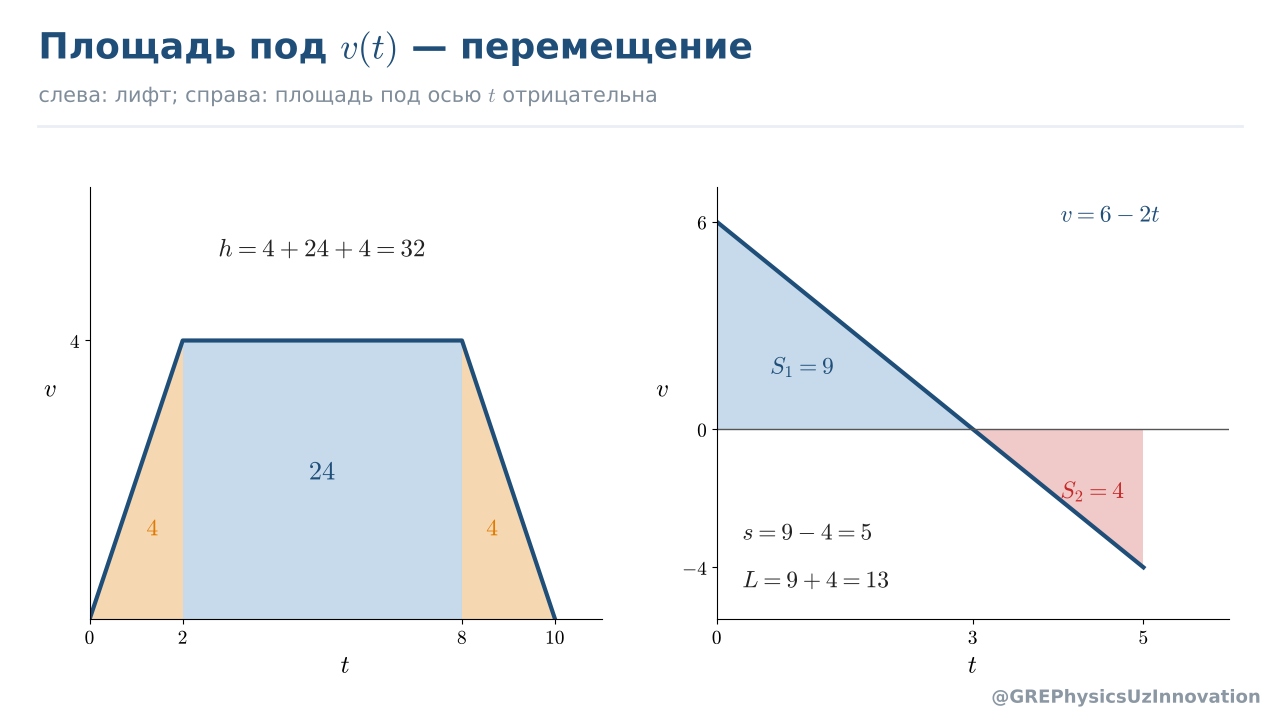 Площадь под v(t) — перемещение
слева: лифт; справа: площадь под осью t отрицательна
h = 4 + 24 + 4 = 32
4
v
24
4
4
0
2
8
10
t
v = 6 − 2t
6
S₁ = 9
v
0
S₂ = 4
s = 9 − 4 = 5
−4
L = 9 + 4 = 13
0
3
5
t
@GREPhysicsUzInnovation